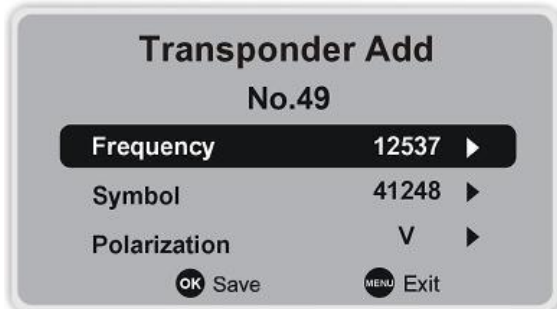 Transponder Add
No.49
Frequency 12537
Symbol 41248
Polarization V
OK Save MENU Exit